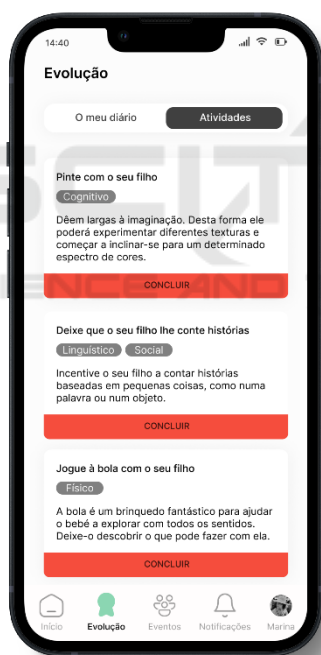 14:40
Evolução
O meu diário
Atividades
Pinte com o seu filho
Cognitivo
Dêem largas à imaginação. Desta forma ele
poderá experimentar diferentes texturas e
começar a inclinar-se para um determinado
espectro de cores.
CONCLUIR
Deixe que o seu filho lhe conte histórias
Linguístico Social
Incentive o seu filho a contar histórias
baseadas em pequenas coisas, como numa
palavra ou num objeto.
CONCLUIR
Jogue à bola com o seu filho
Físico
A bola é um brinquedo fantástico para ajudar
o bebé a explorar com todos os sentidos.
Deixe-o descobrir o que pode fazer com ela.
CONCLUIR
Início Evolução Eventos Notificações Marina